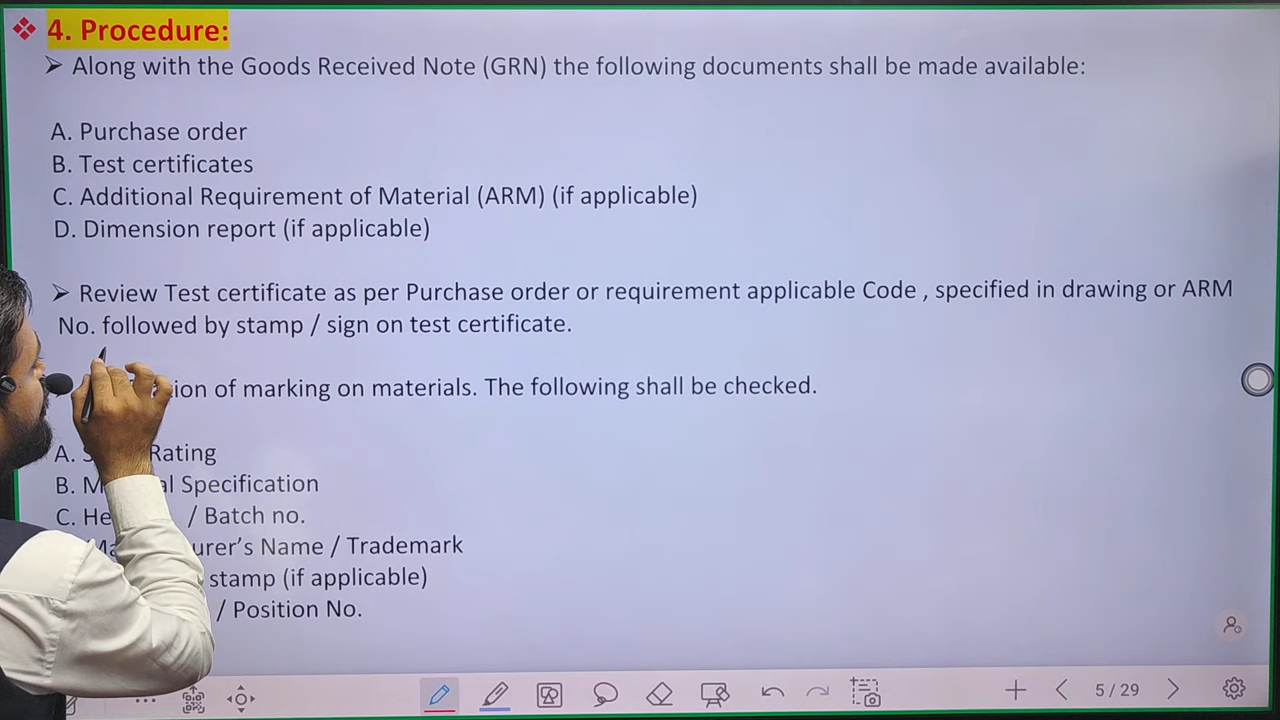 4. Procedure:
Along with the Goods Received Note (GRN) the following documents shall be made available:
A. Purchase order
B. Test certificates
C. Additional Requirement of Material (ARM) (if applicable)
D. Dimension report (if applicable)
Review Test certificate as per Purchase order or requirement applicable Code , specified in drawing or ARM
No. followed by stamp / sign on test certificate.
of marking on materials. The following shall be checked.
A. Rating
B. Specification
C. / Batch no.
Name / Trademark
stamp (if applicable)
/ Position No.
5 / 29